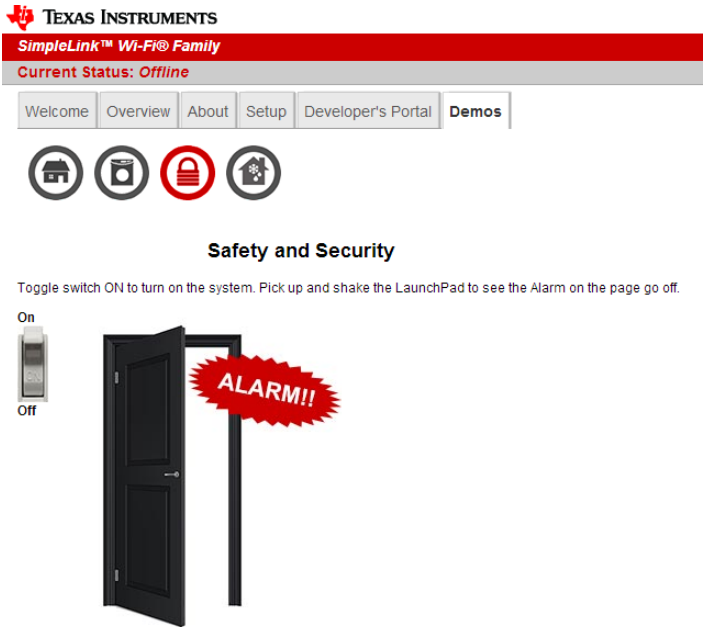 TEXAS INSTRUMENTS
SimpleLink™ Wi-Fi® Family
Current Status: Offline
Welcome Overview About Setup Developer's Portal Demos
Safety and Security
Toggle switch ON to turn on the system. Pick up and shake the LaunchPad to see the Alarm on the page go off.
On
ALARM!!
Off